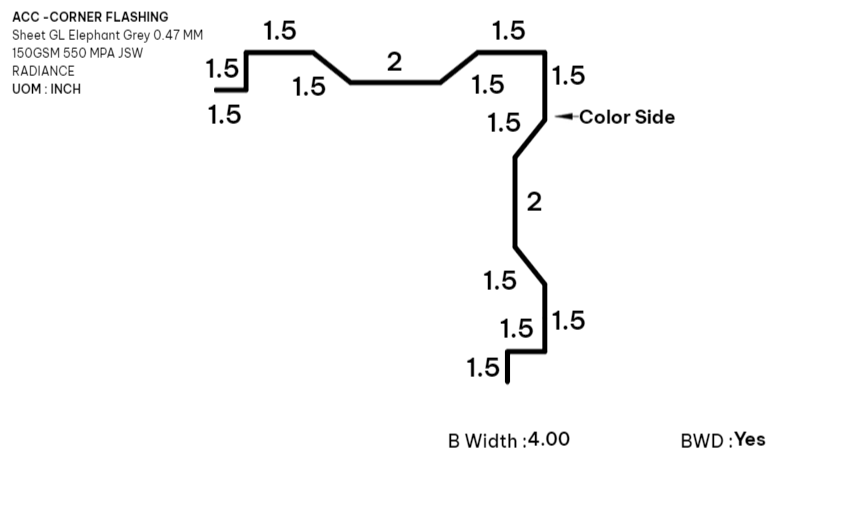 ACC -CORNER FLASHING
Sheet GL Elephant Grey 0.47 MM
150GSM 550 MPA JSW
RADIANCE
UOM : INCH
1.5
1.5
1.5
1.5
2
1.5
1.5
1.5
1.5
Color Side
2
1.5
1.5
1.5
1.5
B Width :4.00
BWD :Yes